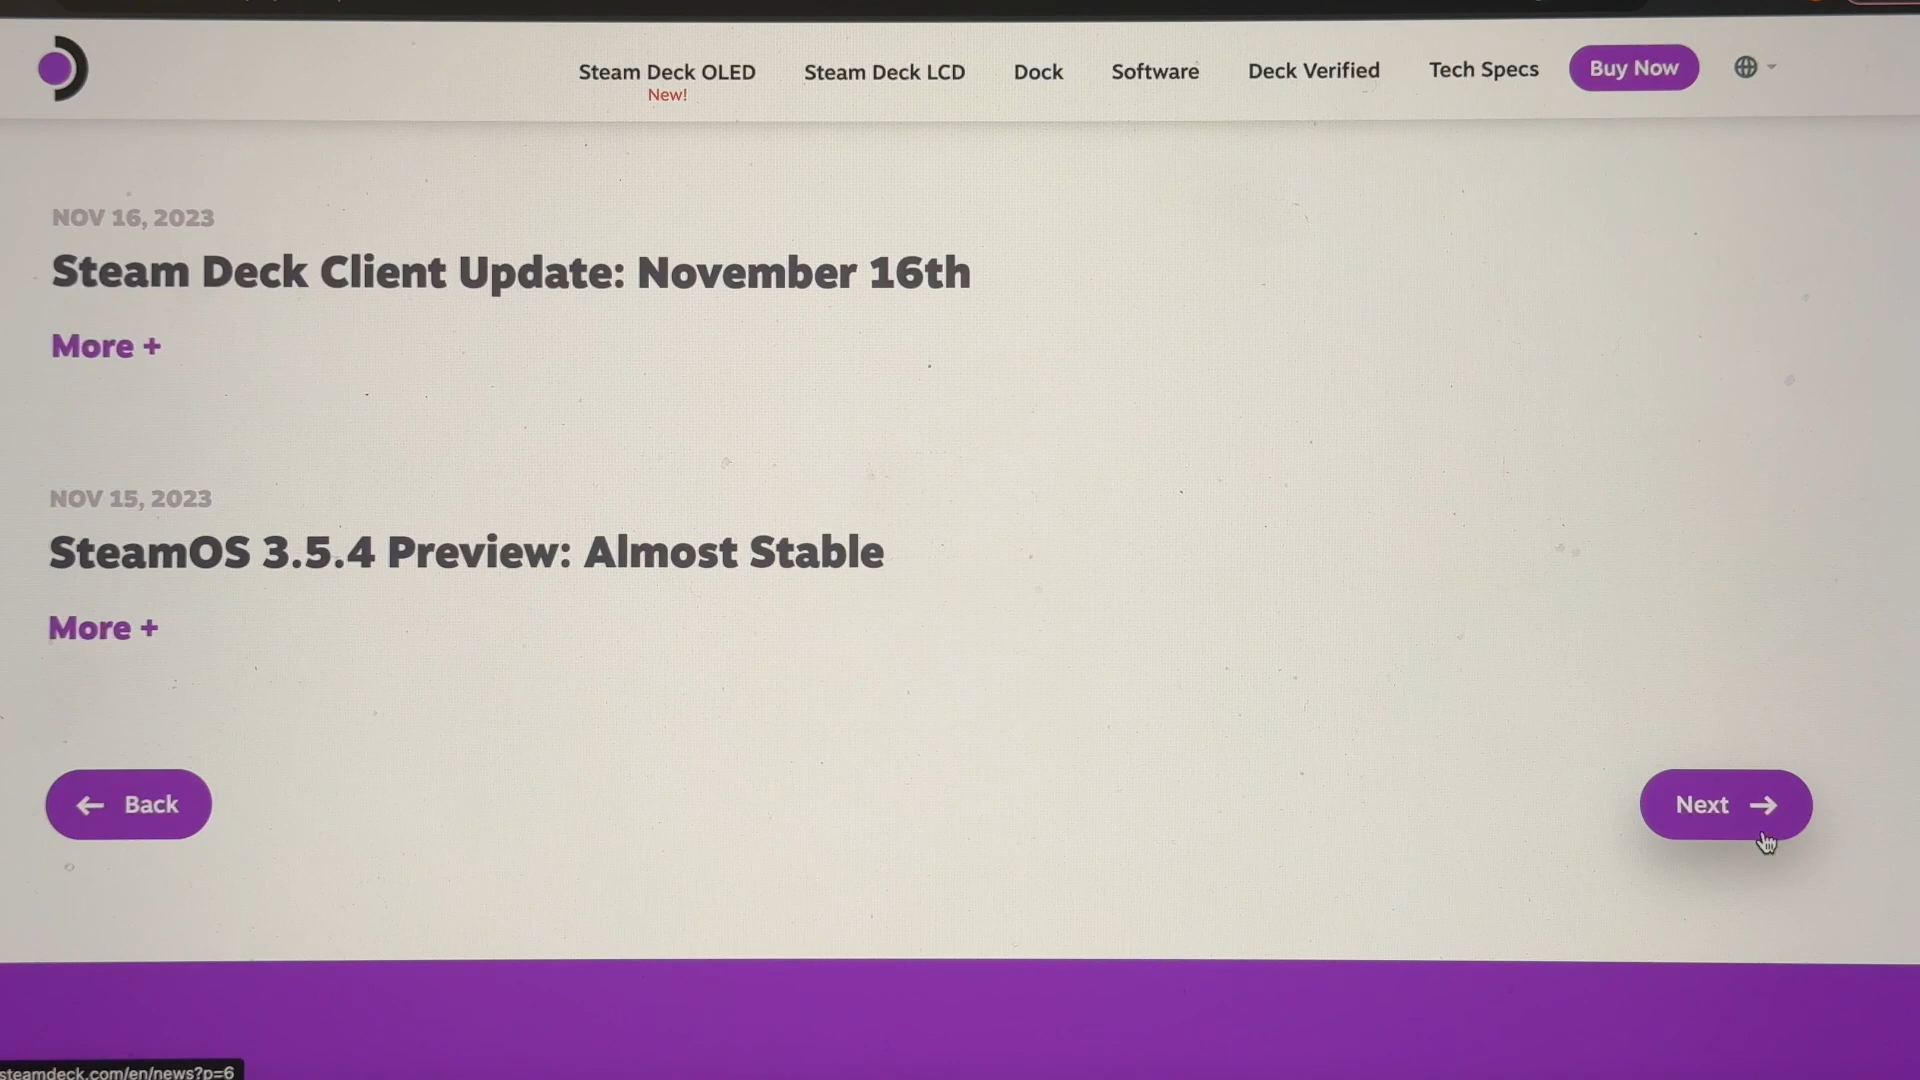 Steam Deck OLED Steam Deck LCD Dock Software Deck Verified Tech Specs Buy Now
New!
NOV 16, 2023
Steam Deck Client Update: November 16th
More +
NOV 15, 2023
SteamOS 3.5.4 Preview: Almost Stable
More +
Back Next
steamdeck.com/en/news?p=6